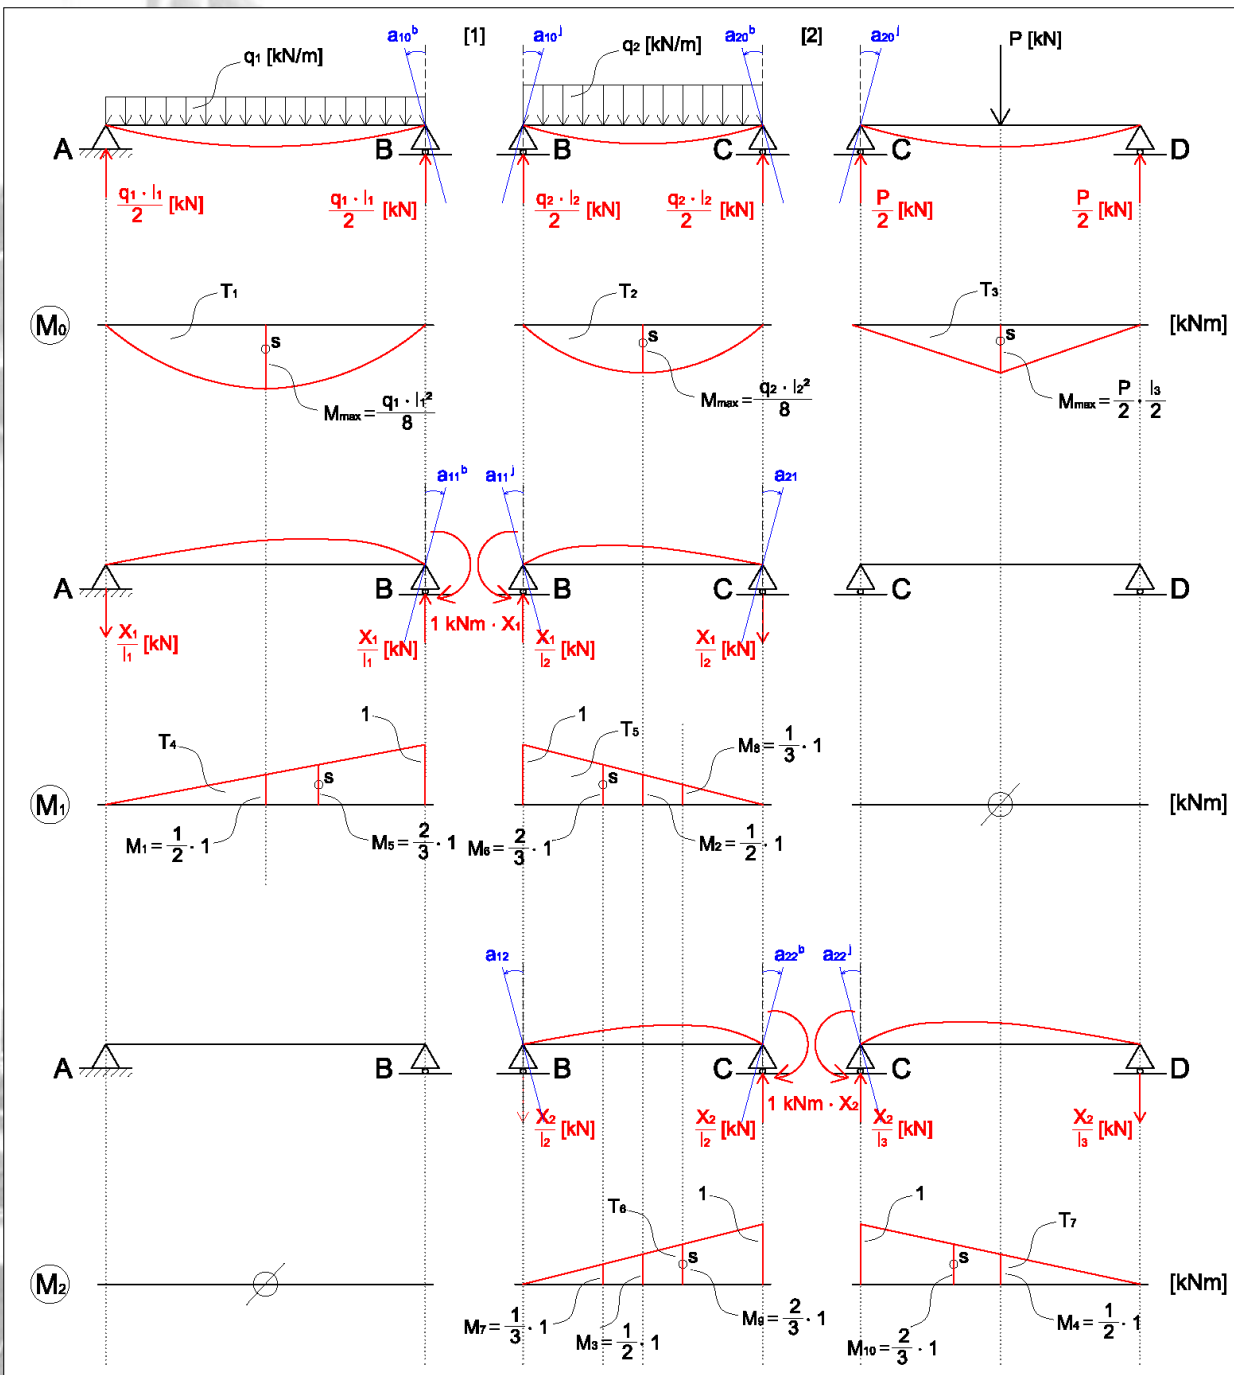 a₁₀ᵇ [1] a₁₀ʲ a₂₀ᵇ [2] a₂₀ʲ P [kN]
q₁ [kN/m] q₂ [kN/m]
A B B C C D
q₁ · l₁/2 [kN] q₁ · l₁/2 [kN] q₂ · l₂/2 [kN] q₂ · l₂/2 [kN] P/2 [kN] P/2 [kN]
T₁ T₂ T₃
M₀ s s s [kNm]
Mmax = q₁ · l₁²/8 Mmax = q₂ · l₂²/8 Mmax = P/2 · l₃/2
a₁₁ᵇ a₁₁ʲ a₂₁
A B B C C D
1 kNm · X₁
X₁/l₁ [kN] X₁/l₁ [kN] X₁/l₂ [kN] X₁/l₂ [kN]
T₄ 1 1 T₅ M₈ = 1/3 · 1
s s
M₁ [kNm]
M₁ = 1/2 · 1 M₅ = 2/3 · 1 M₆ = 2/3 · 1 M₂ = 1/2 · 1
a₁₂ a₂₂ᵇ a₂₂ʲ
A B B C C D
1 kNm · X₂
X₂/l₂ [kN] X₂/l₂ [kN] X₂/l₃ [kN] X₂/l₃ [kN]
T₆ 1 1 T₇
s s
M₂ [kNm]
M₇ = 1/3 · 1 M₃ = 1/2 · 1 M₉ = 2/3 · 1 M₁₀ = 2/3 · 1 M₄ = 1/2 · 1